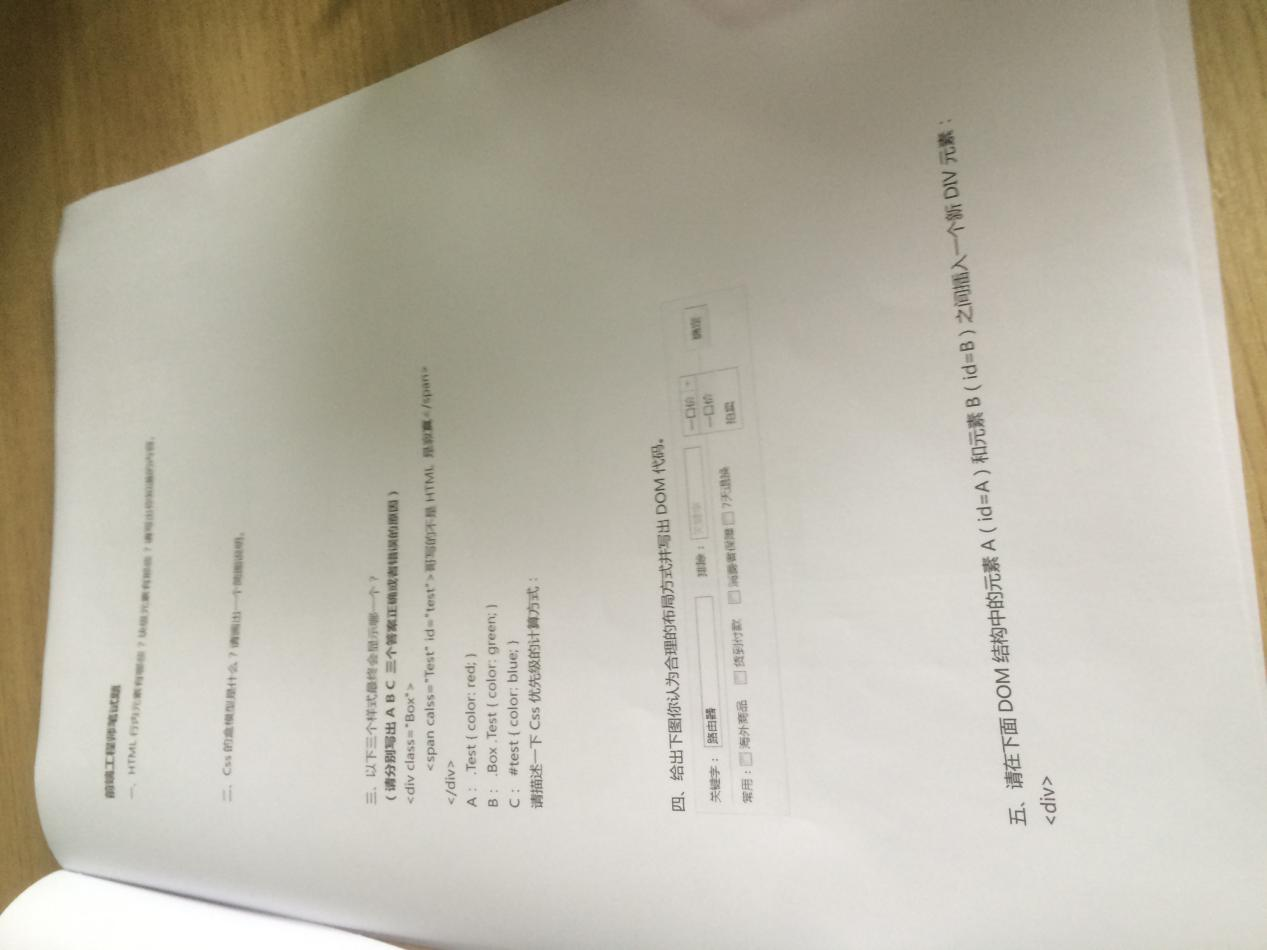 前端工程师笔试题
一、HTML 行内元素有哪些？块级元素有那些？请写出你知道的内容。
二、Css 的盒模型是什么？请画出一个简图说明。
三、以下三个样式最终会显示哪一个？
（请分别写出 A B C 三个答案正确或者错误的原因）
<div class="Box">
<span calss="Test" id="test">哥写的不是 HTML 是寂寞</span>
</div>
A： .Test { color: red; }
B： .Box .Test { color: green; }
C： #test { color: blue; }
请描述一下 Css 优先级的计算方式：
四、给出下图你认为合理的布局方式并写出 DOM 代码。
关键字： 路由器 排除： 关键字 一口价 确定
一口价
拍卖
常用： 海外商品 货到付款 消费者保障 7天退换
五、请在下面 DOM 结构中的元素 A（id=A）和元素 B（id=B）之间插入一个新 DIV 元素：
<div>